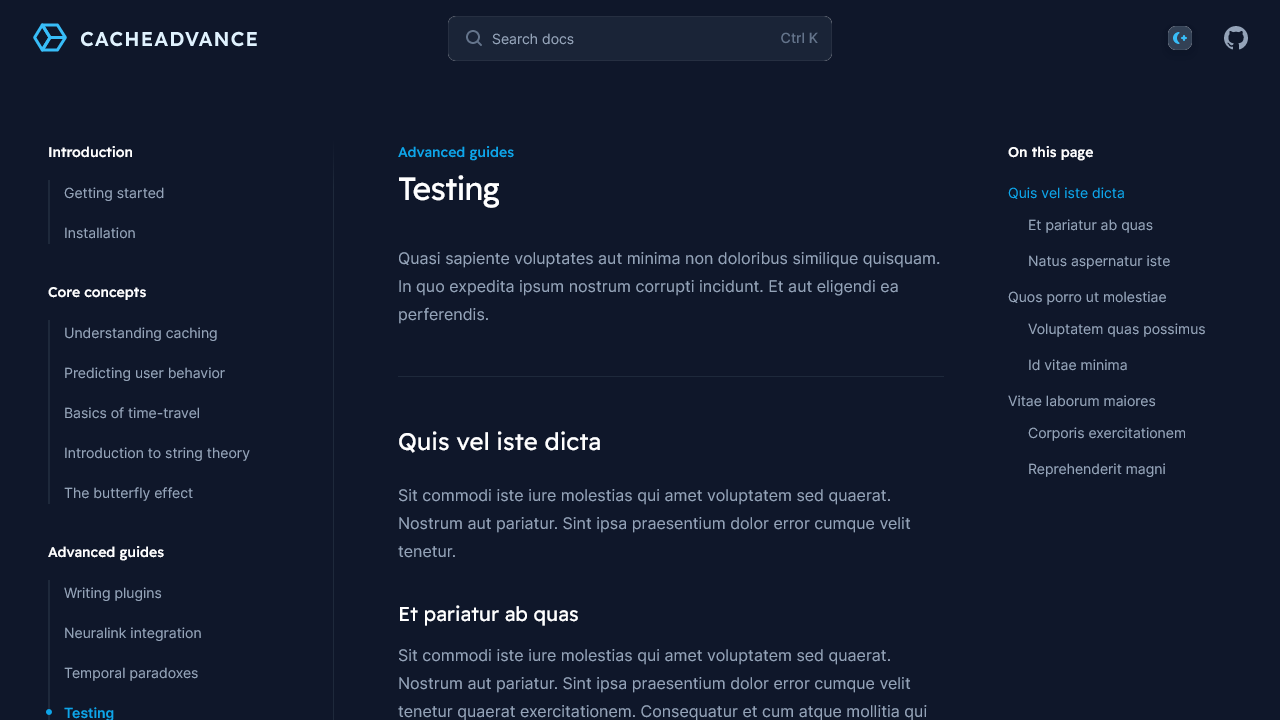 CACHEADVANCE
Search docs
Ctrl K
Introduction
Getting started
Installation
Core concepts
Understanding caching
Predicting user behavior
Basics of time-travel
Introduction to string theory
The butterfly effect
Advanced guides
Writing plugins
Neuralink integration
Temporal paradoxes
Testing
Advanced guides
Testing
Quasi sapiente voluptates aut minima non doloribus similique quisquam.
In quo expedita ipsum nostrum corrupti incidunt. Et aut eligendi ea
perferendis.
Quis vel iste dicta
Sit commodi iste iure molestias qui amet voluptatem sed quaerat.
Nostrum aut pariatur. Sint ipsa praesentium dolor error cumque velit
tenetur.
Et pariatur ab quas
Sit commodi iste iure molestias qui amet voluptatem sed quaerat.
Nostrum aut pariatur. Sint ipsa praesentium dolor error cumque velit
tenetur quaerat exercitationem. Consequatur et cum atque mollitia qui
On this page
Quis vel iste dicta
Et pariatur ab quas
Natus aspernatur iste
Quos porro ut molestiae
Voluptatem quas possimus
Id vitae minima
Vitae laborum maiores
Corporis exercitationem
Reprehenderit magni